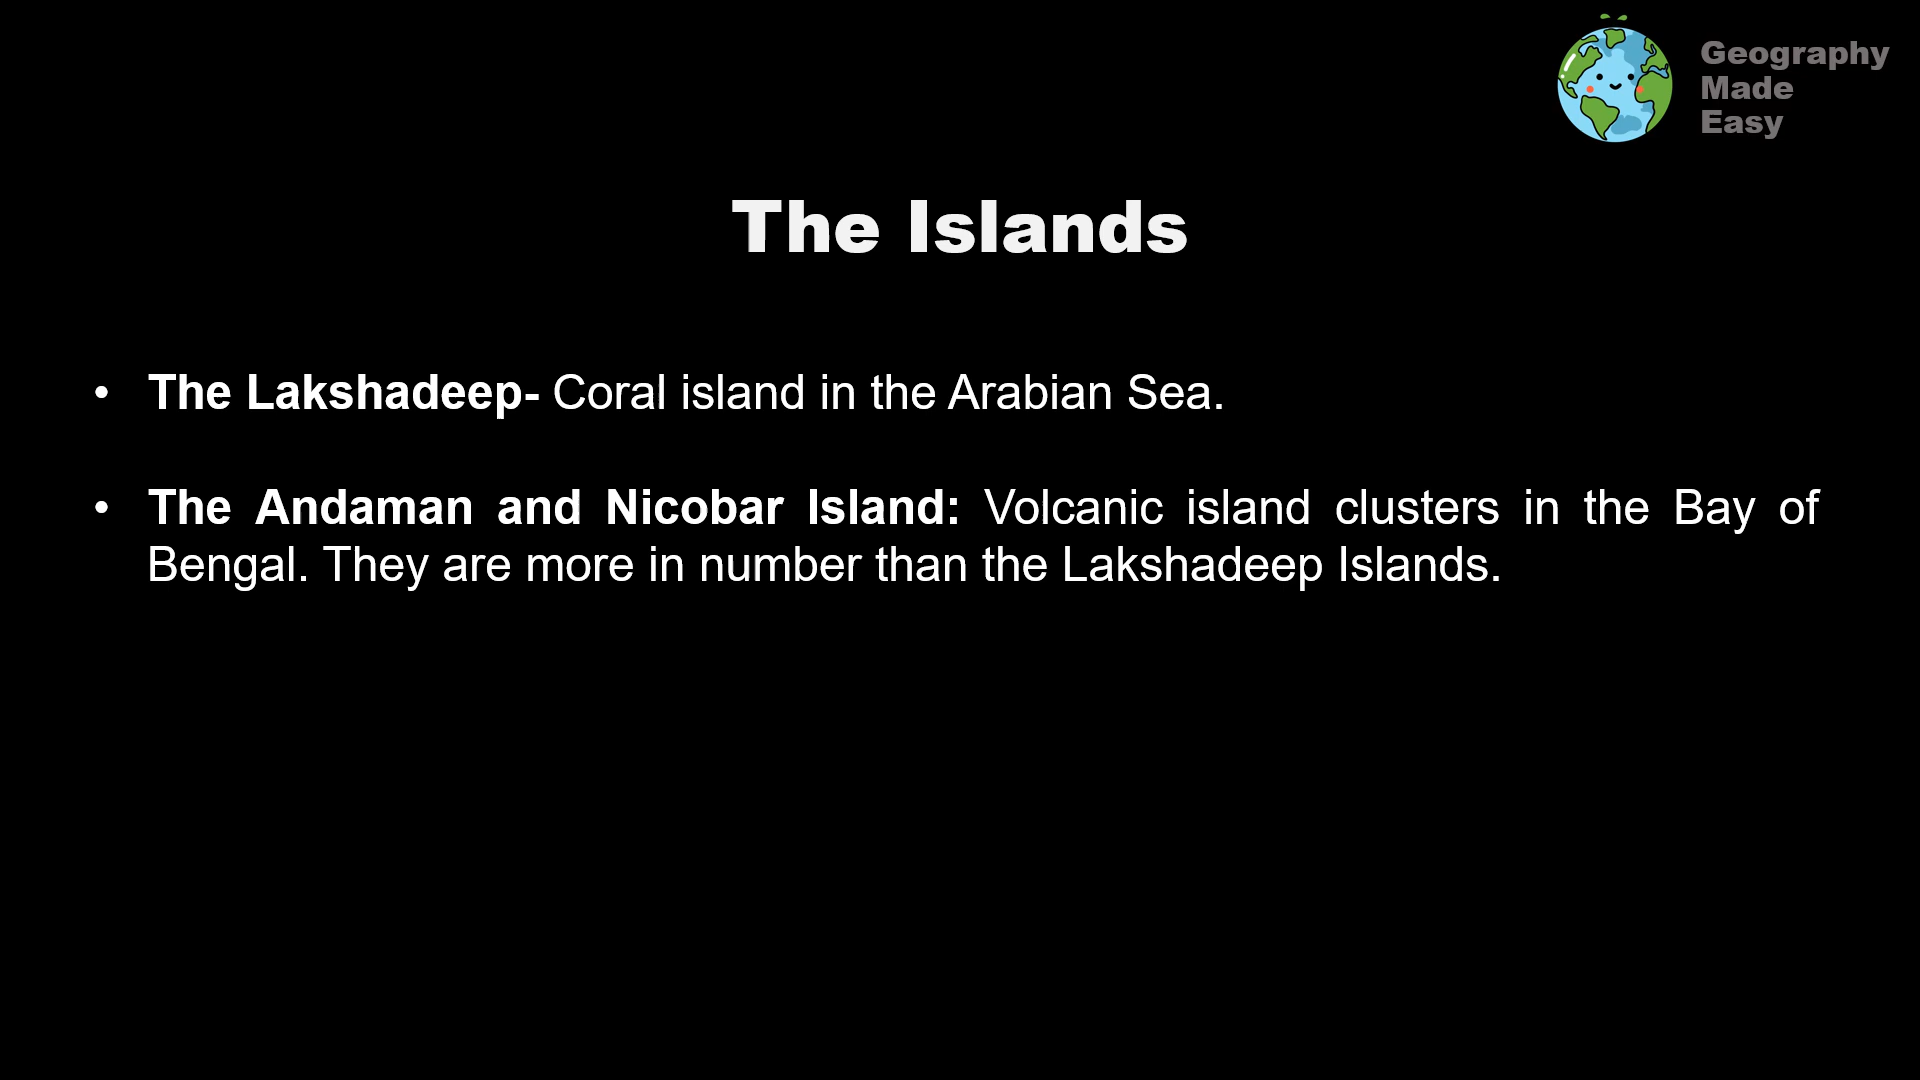 Geography
Made
Easy
The Islands
• The Lakshadeep- Coral island in the Arabian Sea.
• The Andaman and Nicobar Island: Volcanic island clusters in the Bay of
Bengal. They are more in number than the Lakshadeep Islands.